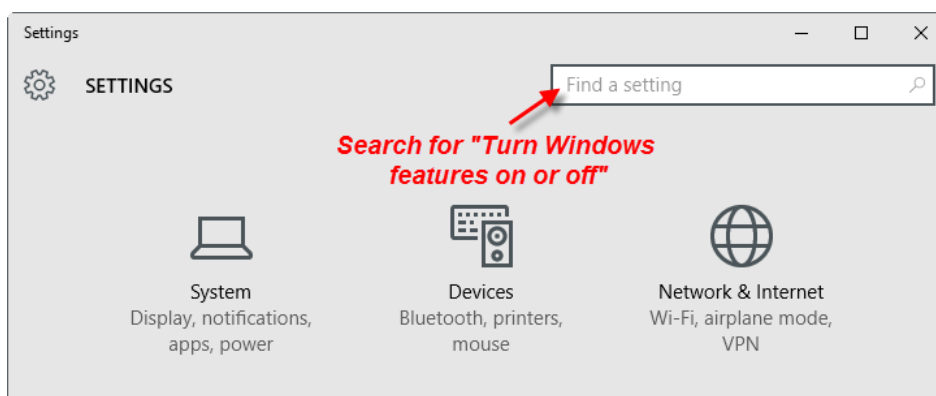 Settings
SETTINGS
Find a setting
Search for "Turn Windows
features on or off"
System
Devices
Network & Internet
Display, notifications,
Bluetooth, printers,
Wi-Fi, airplane mode,
apps, power
mouse
VPN